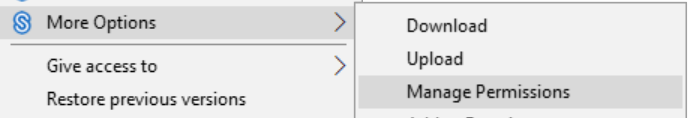 More Options
Give access to
Restore previous versions
Download
Upload
Manage Permissions